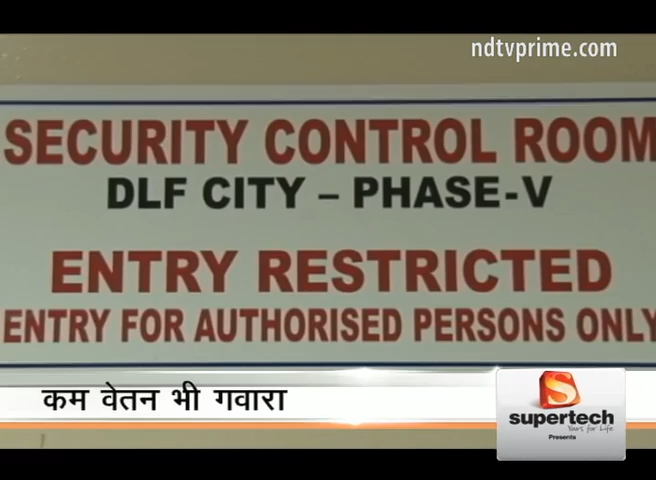 ndtvprime.com
SECURITY CONTROL ROOM
DLF CITY – PHASE-V
ENTRY RESTRICTED
ENTRY FOR AUTHORISED PERSONS ONLY
कम वेतन भी गवारा
supertech
Yours for Life
Presents